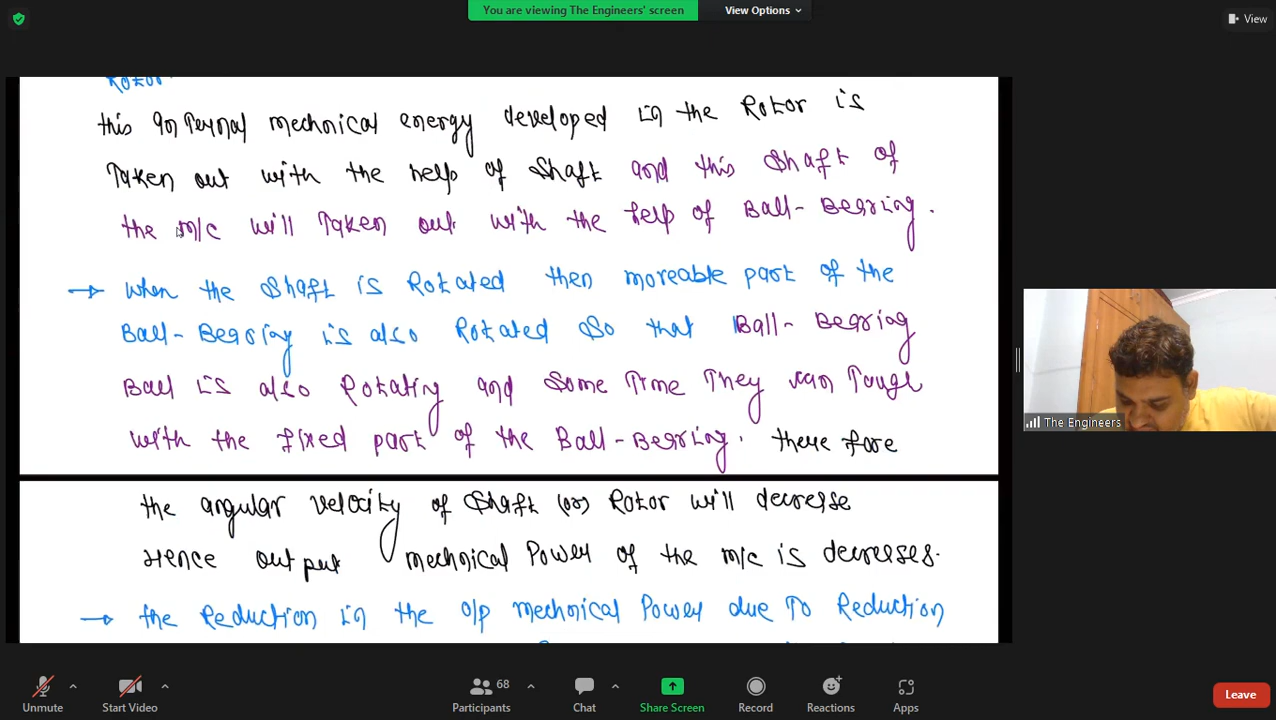 You are viewing The Engineers' screen
View Options
View
Rotor.
this internal mechnical energy developed in the Rotor is
Taken out with the help of Shaft and this Shaft of
the m/c will Taken out with the help of Ball-Bearing.
→ when the Shaft is Rotated then moveable part of the
Ball-Bearing is also Rotated So that Ball-Bearing
Ball is also Rotating and Some Time They can Tough
with the fixed part of the Ball-Bearing. there fore
the angular velocity of Shaft (or) Rotor will decrease
Hence out put mechnical Power of the m/c is decreases.
→ the Reduction in the o/p mechnical Power due To Reduction
The Engineers
68
Unmute
Start Video
Participants
Chat
Share Screen
Record
Reactions
Apps
Leave